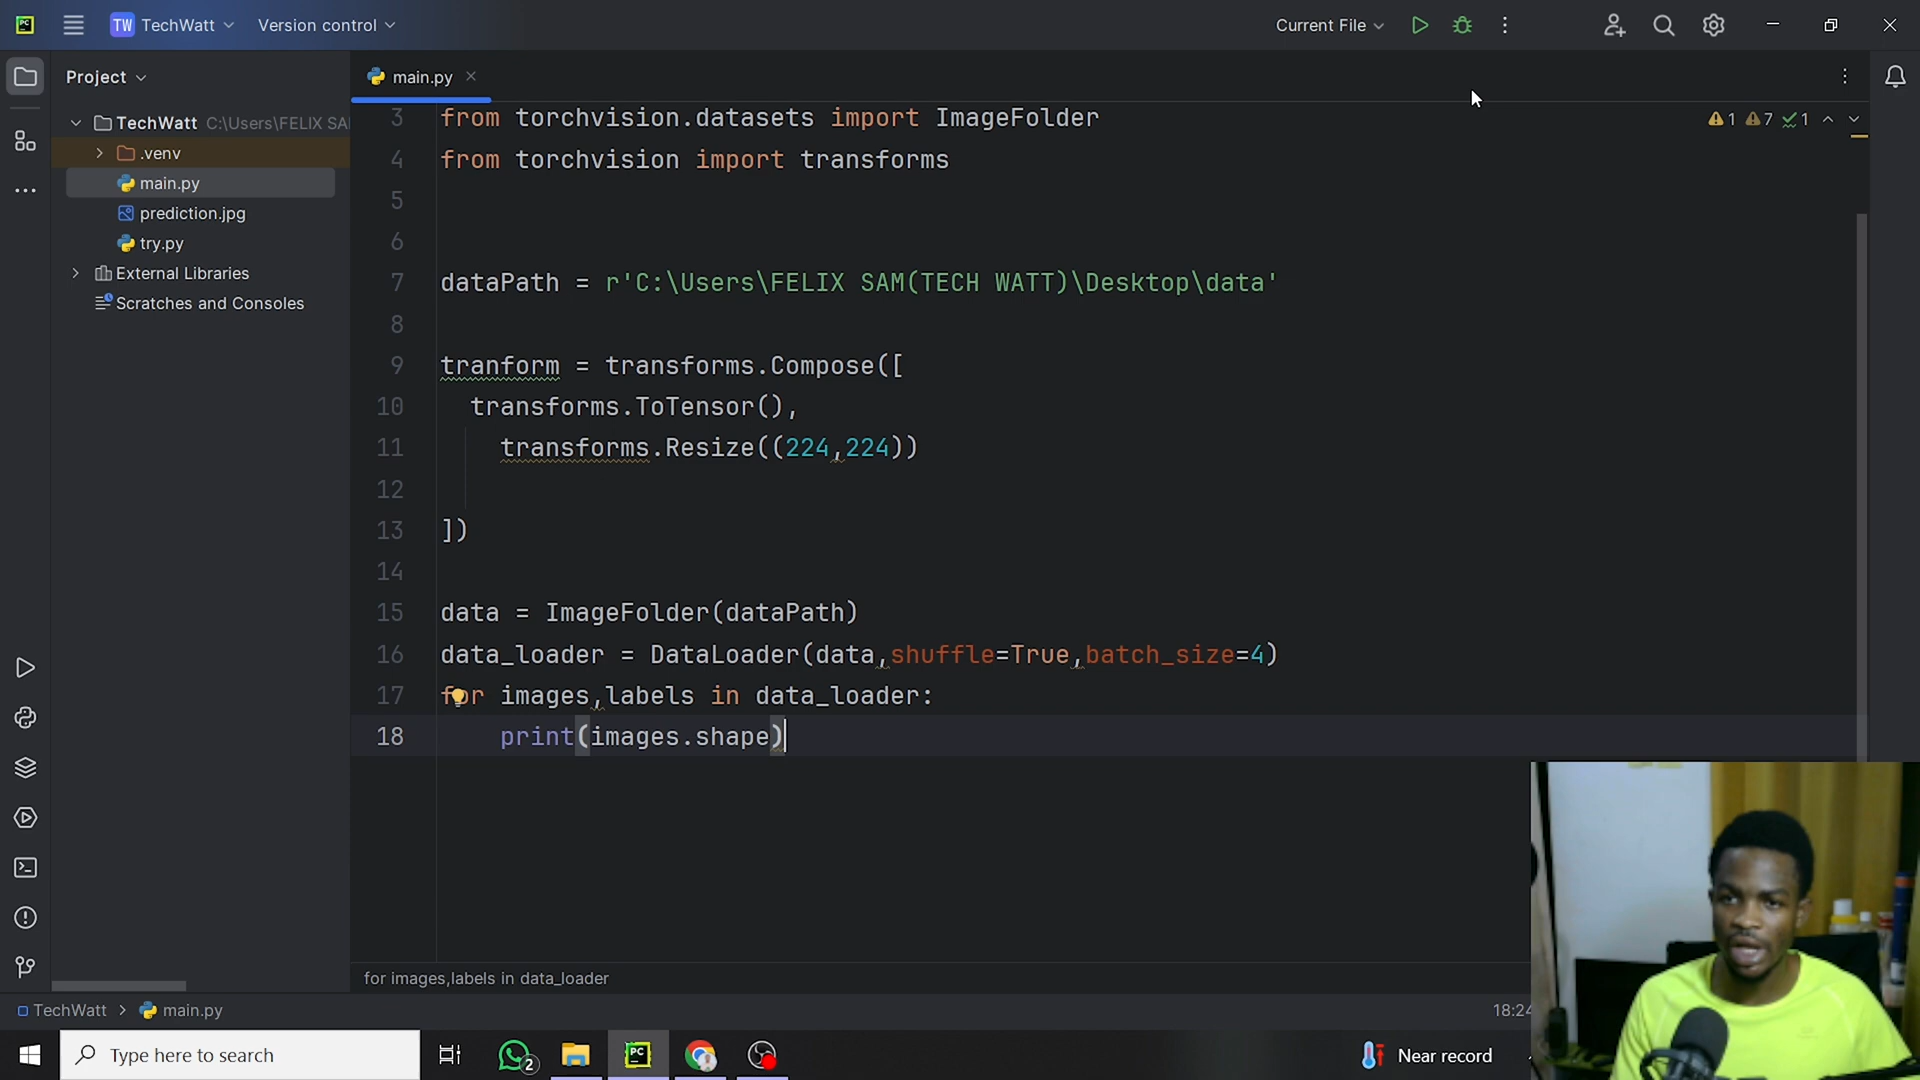 TW TechWatt Version control Current File
Project
main.py
TechWatt C:\Users\FELIX SA
.venv
main.py
prediction.jpg
try.py
External Libraries
Scratches and Consoles
1 7 1
3 from torchvision.datasets import ImageFolder
4 from torchvision import transforms
5
6
7 dataPath = r'C:\Users\FELIX SAM(TECH WATT)\Desktop\data'
8
9 tranform = transforms.Compose([
10 transforms.ToTensor(),
11 transforms.Resize((224,224))
12
13 ])
14
15 data = ImageFolder(dataPath)
16 data_loader = DataLoader(data,shuffle=True,batch_size=4)
17 for images,labels in data_loader:
18 print(images.shape)
for images,labels in data_loader
TechWatt main.py 18:24
Type here to search
2
PC
Near record